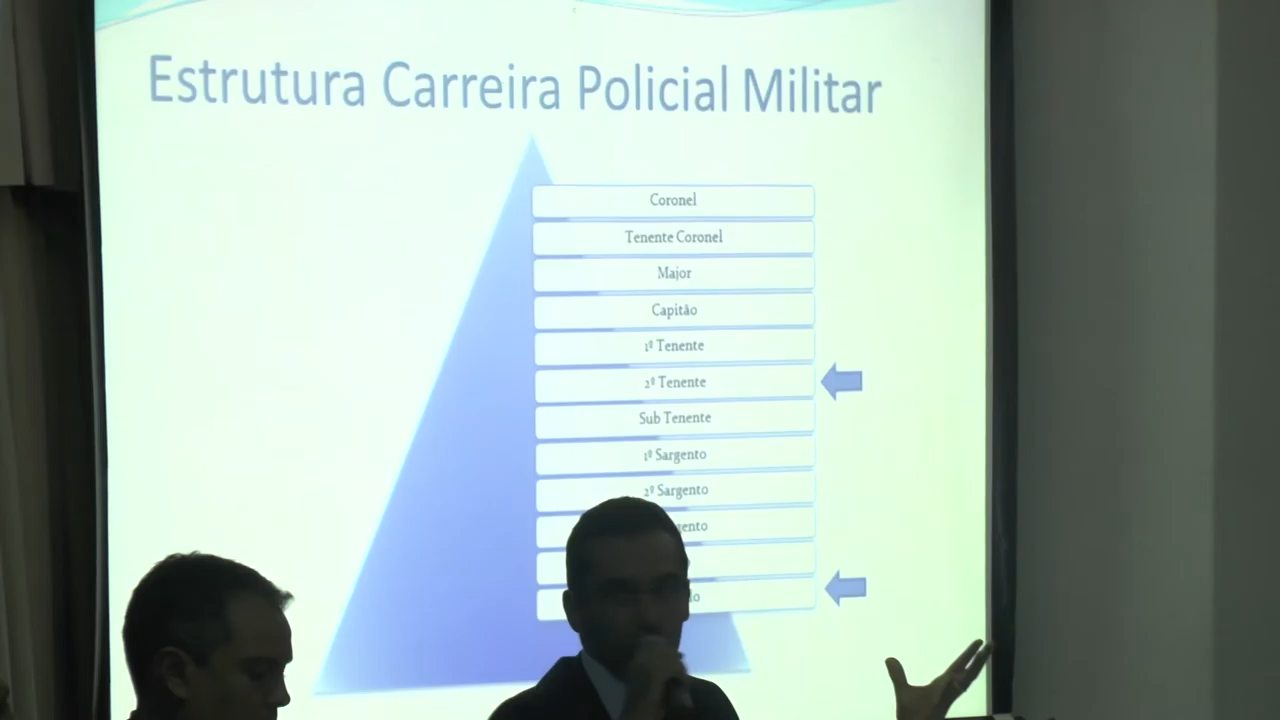 Estrutura Carreira Policial Militar
Coronel
Tenente Coronel
Major
Capitão
1º Tenente
2º Tenente
Sub Tenente
1º Sargento
2º Sargento